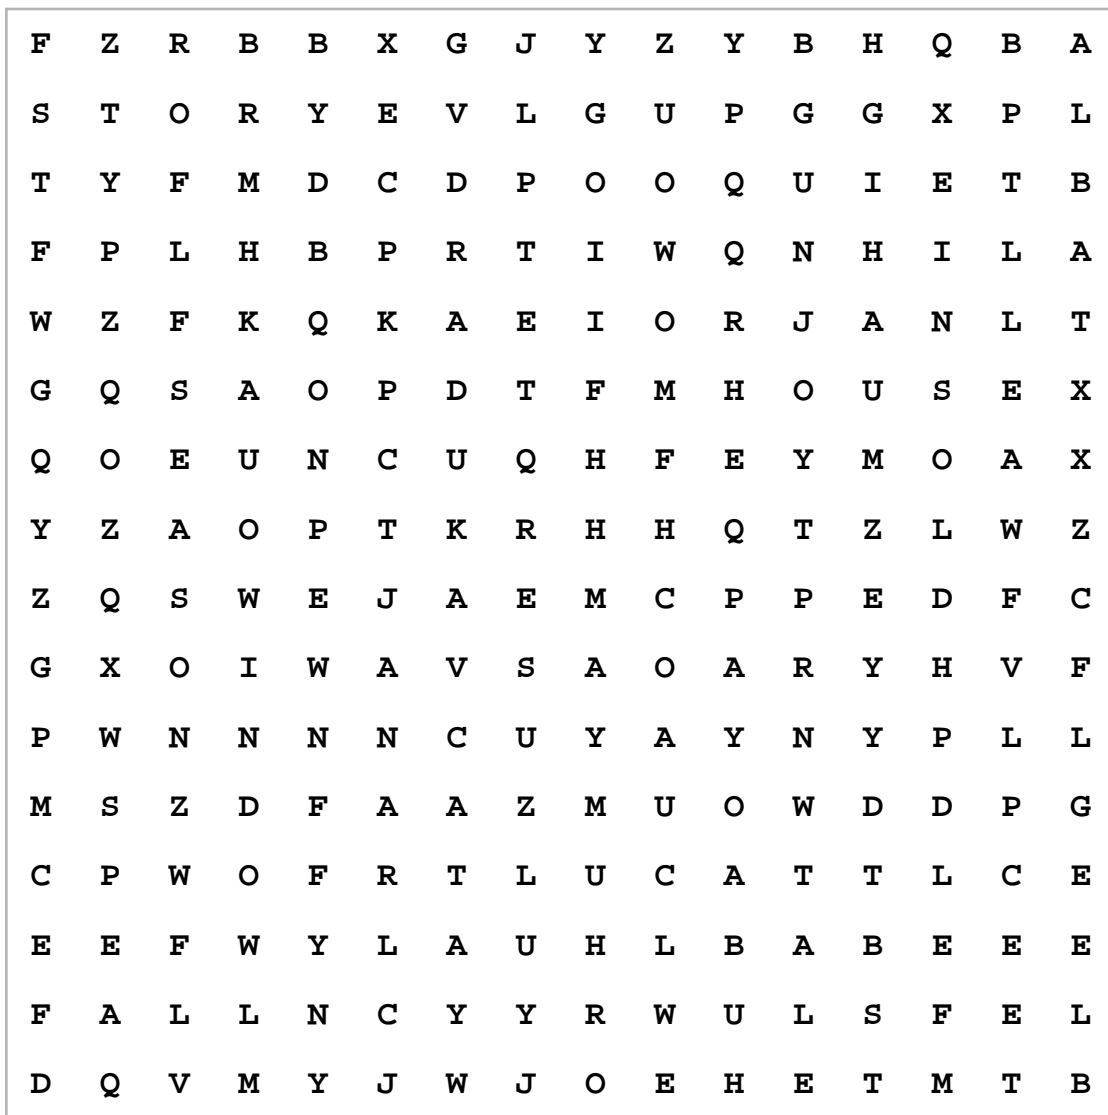 F Z R B B X G J Y Z Y B H Q B A
S T O R Y E V L G U P G G X P L
T Y F M D C D P O O Q U I E T B
F P L H B P R T I W Q N H I L A
W Z F K Q K A E I O R J A N L T
G Q S A O P D T F M H O U S E X
Q O E U N C U Q H F E Y M O A X
Y Z A O P T K R H H Q T Z L W Z
Z Q S W E J A E M C P P E D F C
G X O I W A V S A O A R Y H V F
P W N N N N C U Y A Y N Y P L L
M S Z D F A A Z M U O W D D P G
C P W O F R T L U C A T T L C E
E E F W Y L A U H L B A B E E E
F A L L N C Y Y R W U L S F E L
D Q V M Y J W J O E H E T M T B